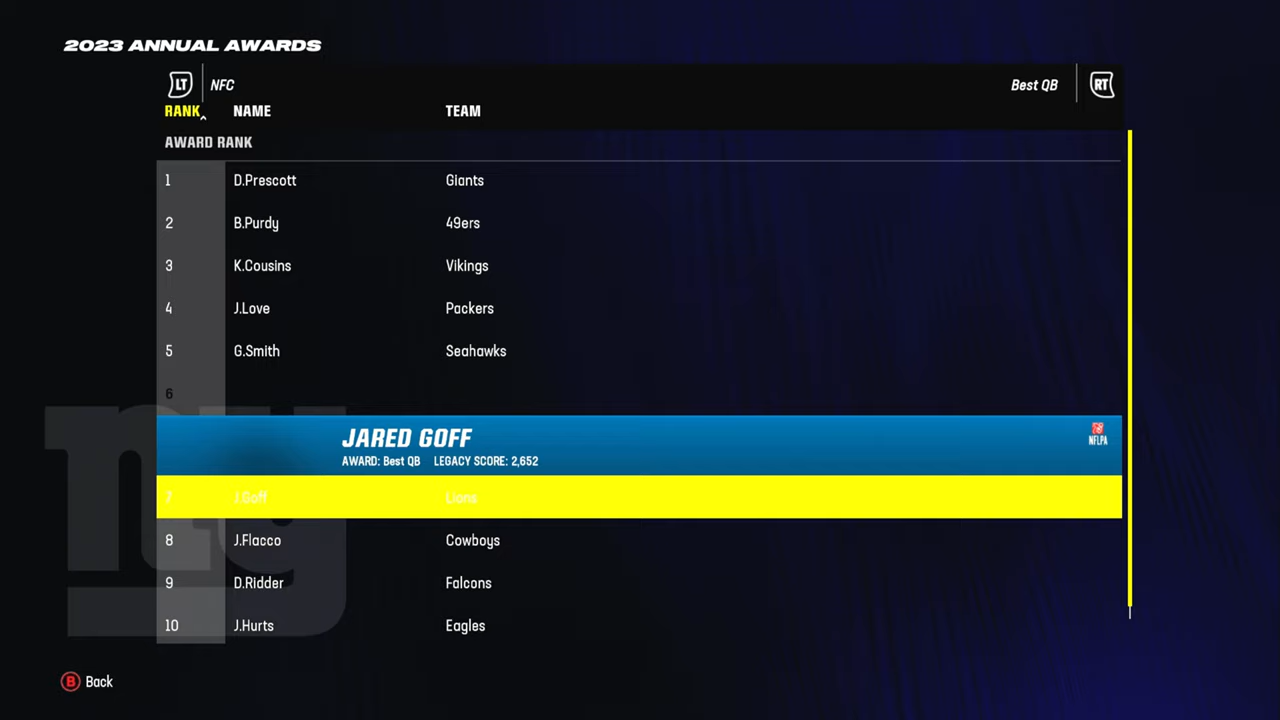 2023 ANNUAL AWARDS
LT NFC Best QB RT
RANK NAME TEAM
AWARD RANK
1 D.Prescott Giants
2 B.Purdy 49ers
3 K.Cousins Vikings
4 J.Love Packers
5 G.Smith Seahawks
6
JARED GOFF
NFLPA
AWARD: Best QB LEGACY SCORE: 2,652
7 J.Goff Lions
8 J.Flacco Cowboys
9 D.Ridder Falcons
10 J.Hurts Eagles
ny
B Back